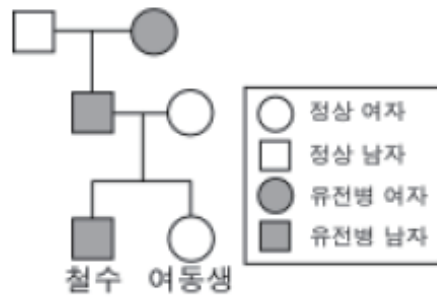 정상 여자
정상 남자
유전병 여자
유전병 남자
철수 여동생